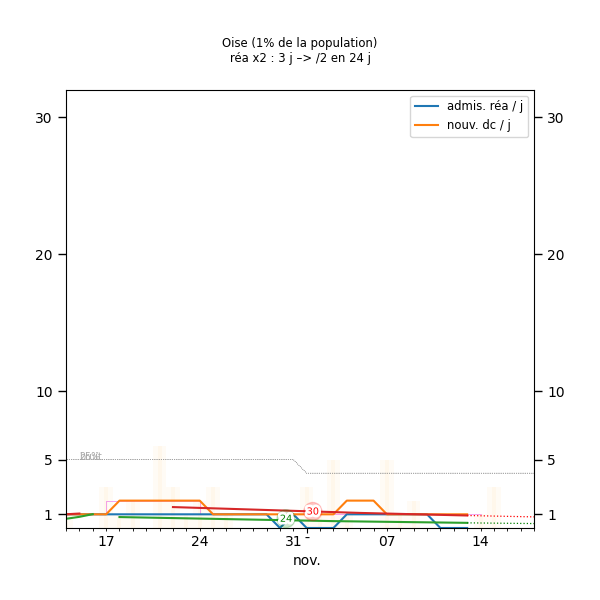 Oise (1% de la population)
réa x2 : 3 j –> /2 en 24 j
admis. réa / j
nouv. dc / j
30 30
20 20
10 10
5 5
1 1
30
24
17 24 31 07 14
nov.